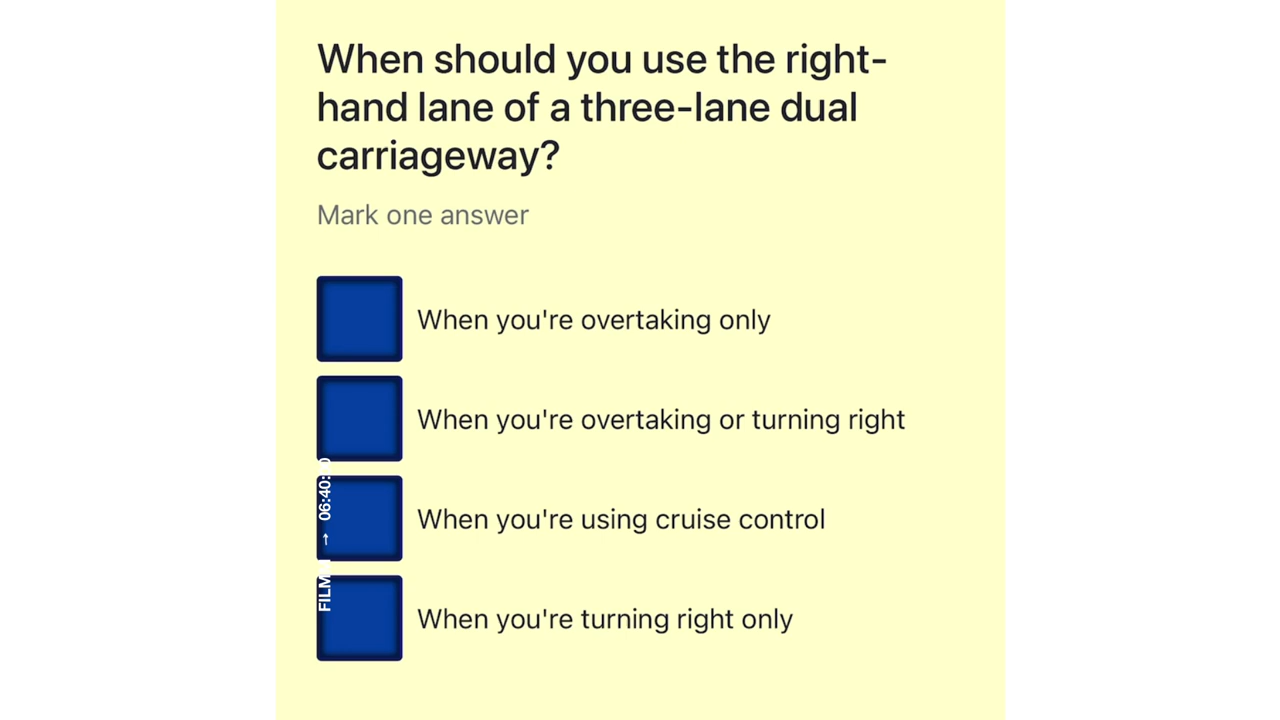 When should you use the right-
hand lane of a three-lane dual
carriageway?
Mark one answer
When you're overtaking only
When you're overtaking or turning right
When you're using cruise control
When you're turning right only